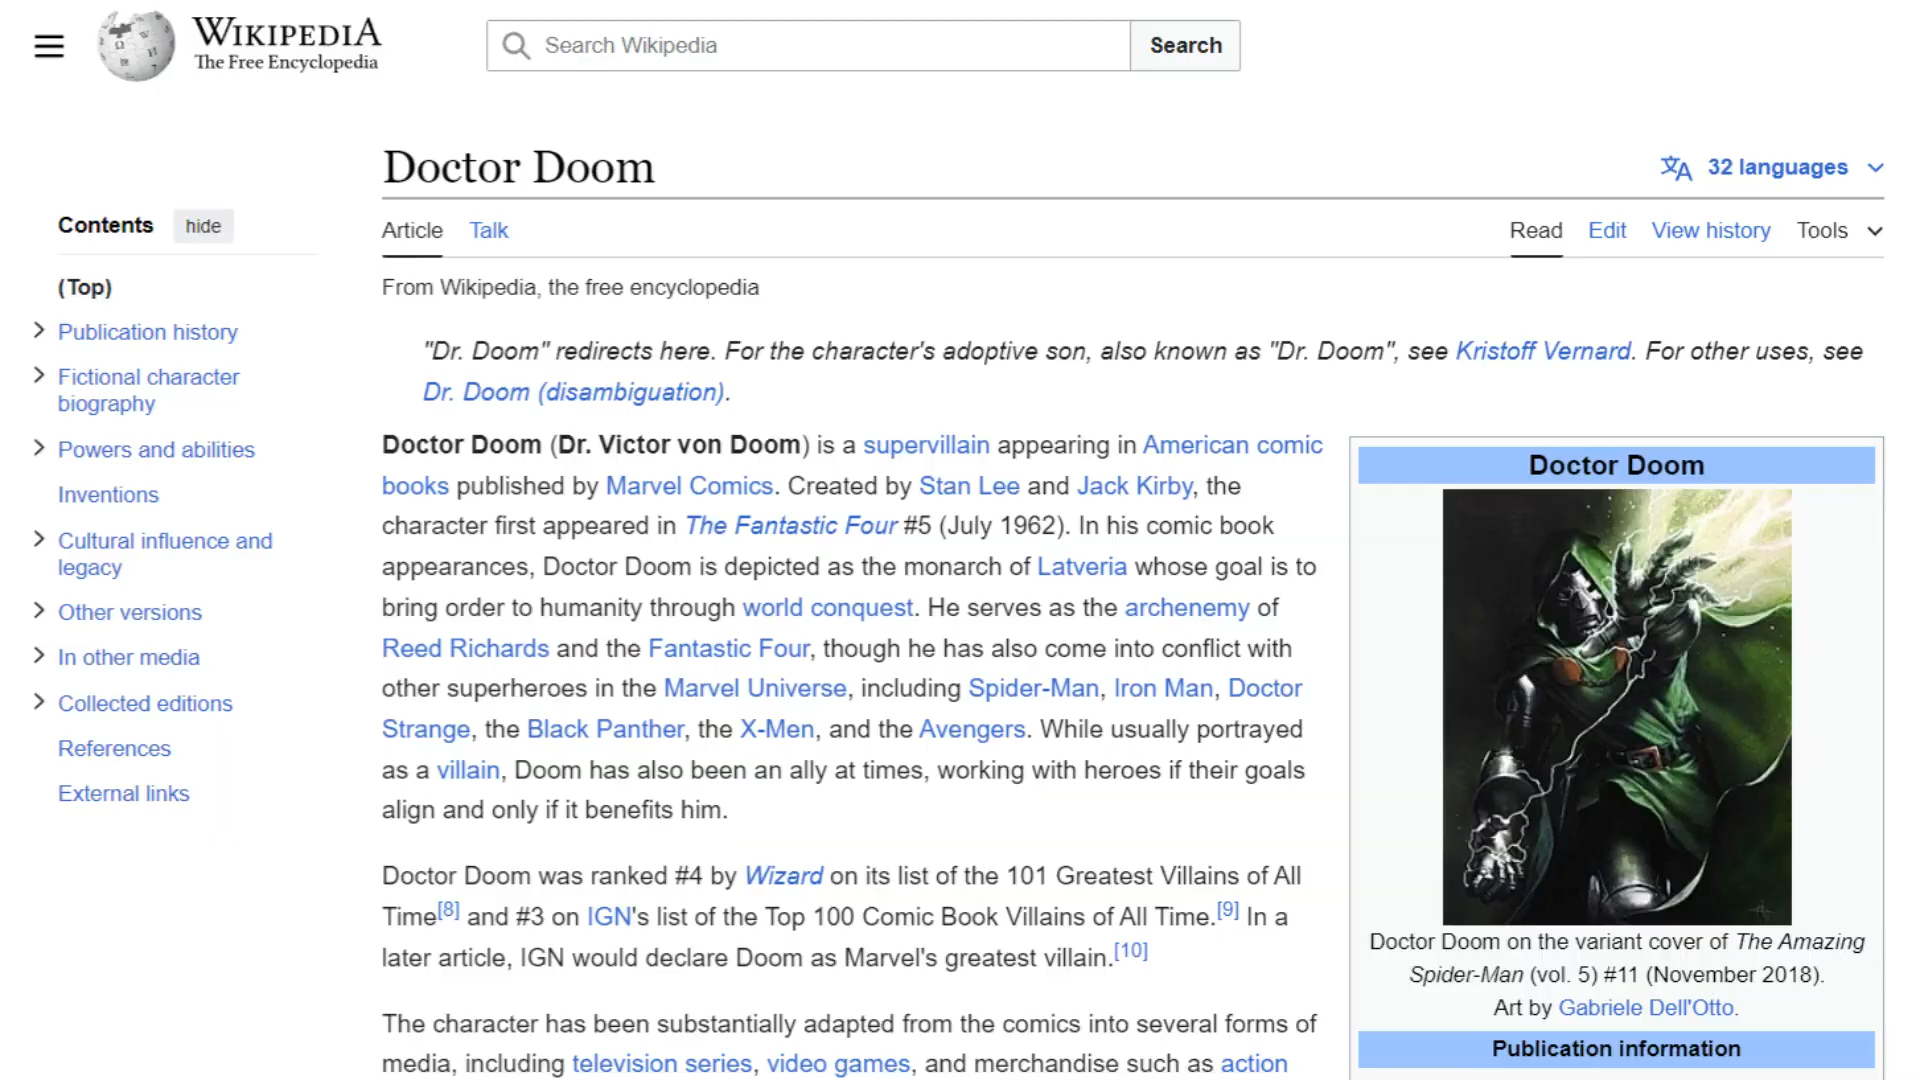 WIKIPEDIA
The Free Encyclopedia
Search Wikipedia
Search
Doctor Doom
32 languages
Contents hide
Article Talk
Read Edit View history Tools
(Top)
From Wikipedia, the free encyclopedia
Publication history
Fictional character
biography
Powers and abilities
Inventions
Cultural influence and
legacy
Other versions
In other media
Collected editions
References
External links
"Dr. Doom" redirects here. For the character's adoptive son, also known as "Dr. Doom", see Kristoff Vernard. For other uses, see
Dr. Doom (disambiguation).
Doctor Doom (Dr. Victor von Doom) is a supervillain appearing in American comic
books published by Marvel Comics. Created by Stan Lee and Jack Kirby, the
character first appeared in The Fantastic Four #5 (July 1962). In his comic book
appearances, Doctor Doom is depicted as the monarch of Latveria whose goal is to
bring order to humanity through world conquest. He serves as the archenemy of
Reed Richards and the Fantastic Four, though he has also come into conflict with
other superheroes in the Marvel Universe, including Spider-Man, Iron Man, Doctor
Strange, the Black Panther, the X-Men, and the Avengers. While usually portrayed
as a villain, Doom has also been an ally at times, working with heroes if their goals
align and only if it benefits him.
Doctor Doom was ranked #4 by Wizard on its list of the 101 Greatest Villains of All
Time[8] and #3 on IGN's list of the Top 100 Comic Book Villains of All Time.[9] In a
later article, IGN would declare Doom as Marvel's greatest villain.[10]
The character has been substantially adapted from the comics into several forms of
media, including television series, video games, and merchandise such as action
Doctor Doom
Doctor Doom on the variant cover of The Amazing
Spider-Man (vol. 5) #11 (November 2018).
Art by Gabriele Dell'Otto.
Publication information